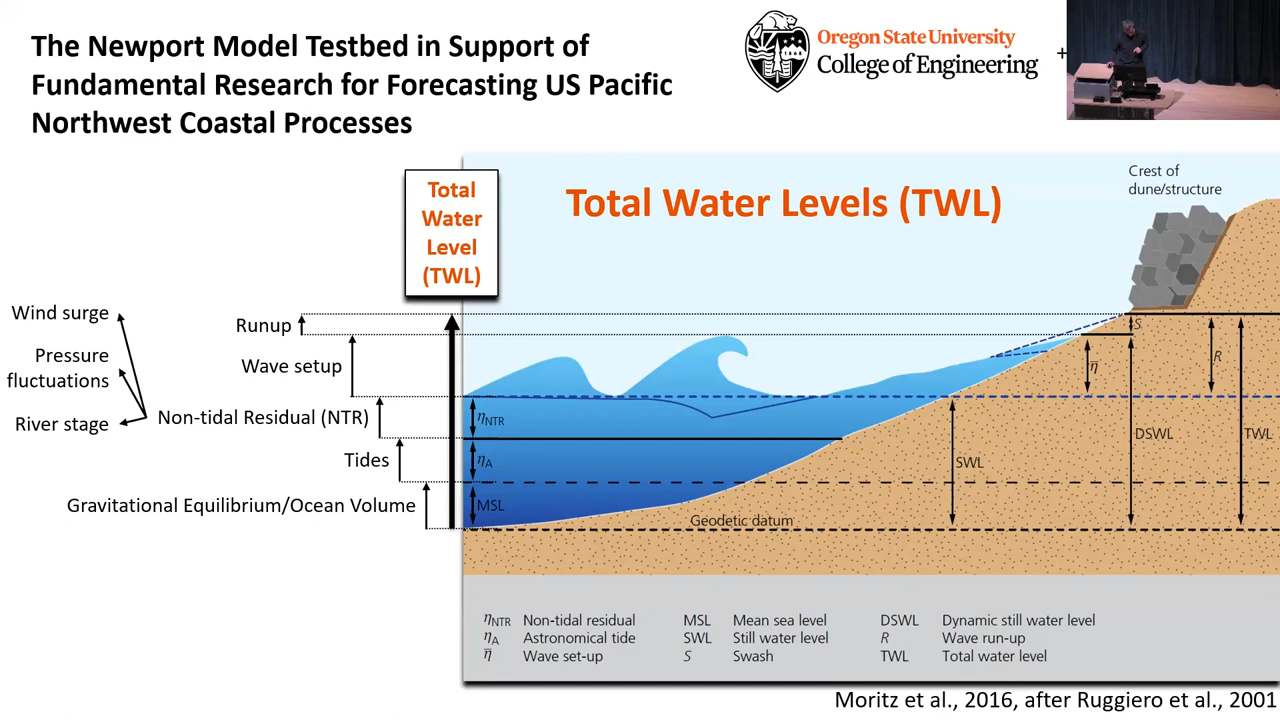 The Newport Model Testbed in Support of
Fundamental Research for Forecasting US Pacific
Northwest Coastal Processes
Oregon State University
College of Engineering
+
Total
Water
Level
(TWL)
Total Water Levels (TWL)
Crest of
dune/structure
Wind surge
Pressure
fluctuations
River stage
Runup
Wave setup
Non-tidal Residual (NTR)
Tides
Gravitational Equilibrium/Ocean Volume
ηNTR
ηA
MSL
Geodetic datum
SWL
η̅
S
DSWL
R
TWL
ηNTR Non-tidal residual MSL Mean sea level DSWL Dynamic still water level
ηA Astronomical tide SWL Still water level R Wave run-up
η̅ Wave set-up S Swash TWL Total water level
Moritz et al., 2016, after Ruggiero et al., 2001